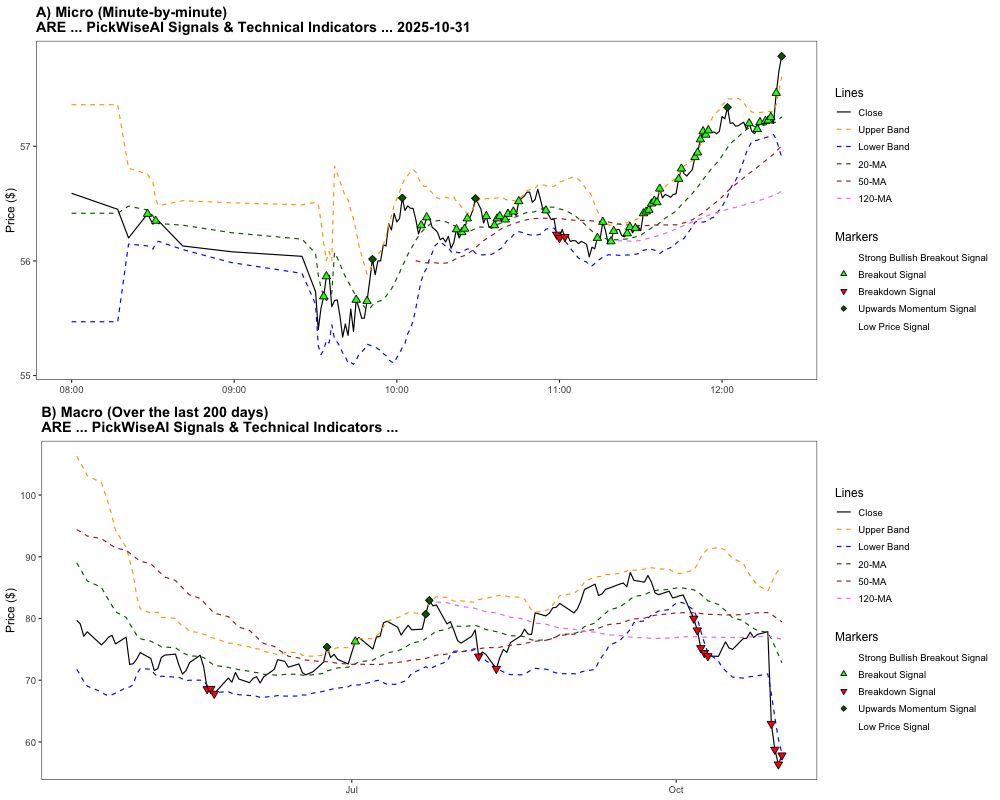 A) Micro (Minute-by-minute)
ARE ... PickWiseAI Signals & Technical Indicators ... 2025-10-31
Price ($)
57
56
55
08:00
09:00
10:00
11:00
12:00
Lines
Close
Upper Band
Lower Band
20-MA
50-MA
120-MA
Markers
Strong Bullish Breakout Signal
Breakout Signal
Breakdown Signal
Upwards Momentum Signal
Low Price Signal
B) Macro (Over the last 200 days)
ARE ... PickWiseAI Signals & Technical Indicators ...
Price ($)
100
90
80
70
60
Jul
Oct
Lines
Close
Upper Band
Lower Band
20-MA
50-MA
120-MA
Markers
Strong Bullish Breakout Signal
Breakout Signal
Breakdown Signal
Upwards Momentum Signal
Low Price Signal